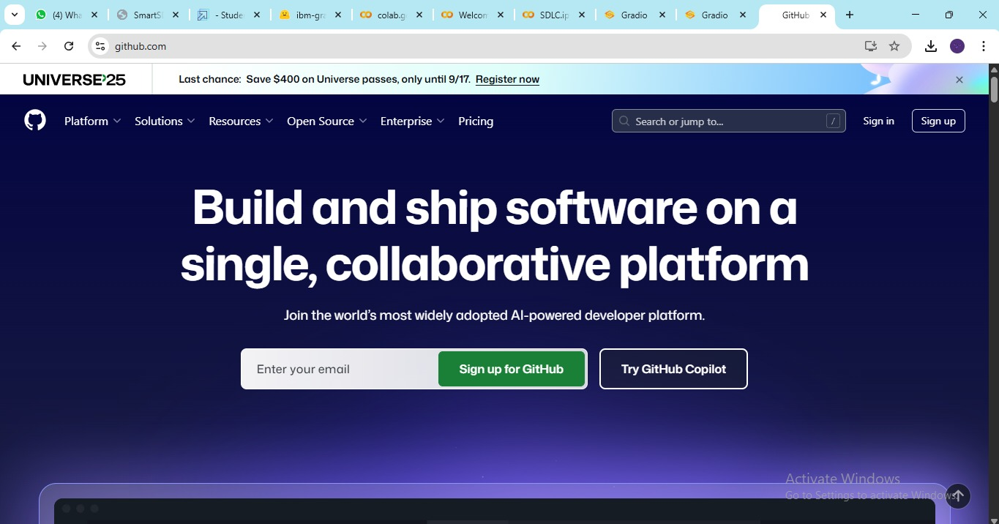 (4) Wha
SmartS
- Stude
ibm-gra
colab.g
Welcom
SDLC.ip
Gradio
Gradio
GitHub
github.com
UNIVERSE'25
Last chance: Save $400 on Universe passes, only until 9/17. Register now
Platform Solutions Resources Open Source Enterprise Pricing Search or jump to... / Sign in Sign up
Build and ship software on a
single, collaborative platform
Join the world's most widely adopted AI-powered developer platform.
Enter your email Sign up for GitHub Try GitHub Copilot
Activate Windows
Go to Settings to activate Windows.